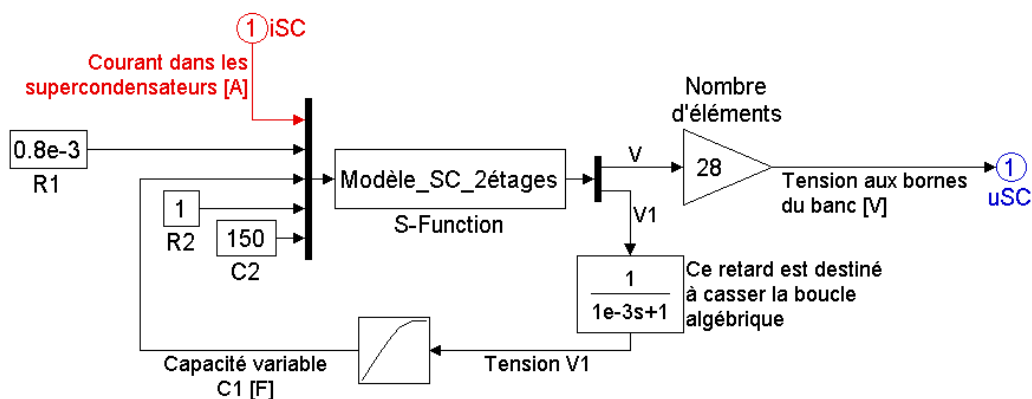 1 iSC
Courant dans les
supercondensateurs [A]
Nombre
d'éléments
0.8e-3
R1
Modèle_SC_2étages
S-Function
V
28
1
Tension aux bornes
du banc [V]
uSC
V1
1
R2
150
C2
1
1e-3s+1
Ce retard est destiné
à casser la boucle
algébrique
Capacité variable
C1 [F]
Tension V1